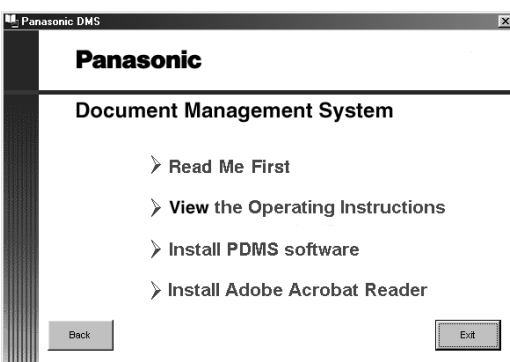 Panasonic DMS
Panasonic
Document Management System
Read Me First
View the Operating Instructions
Install PDMS software
Install Adobe Acrobat Reader
Back
Exit